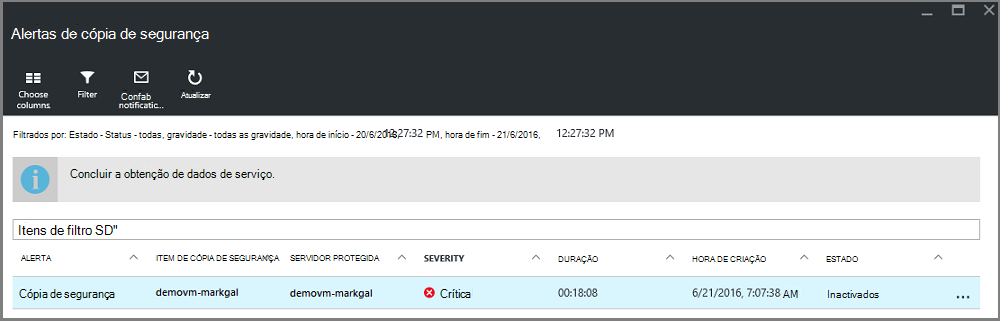 Alertas de cópia de segurança
Choose columns
Filter
Confab notificatic...
Atualizar
Filtrados por: Estado - Status - todas, gravidade - todas as gravidade, hora de início - 20/6/2016, 12:27:32 PM, hora de fim - 21/6/2016, 12:27:32 PM
Concluir a obtenção de dados de serviço.
Itens de filtro SD"
ALERTA ITEM DE CÓPIA DE SEGURANÇA SERVIDOR PROTEGIDA SEVERITY DURAÇÃO HORA DE CRIAÇÃO ESTADO
Cópia de segurança demovm-markgal demovm-markgal Crítica 00:18:08 6/21/2016, 7:07:38 AM Inactivados ...